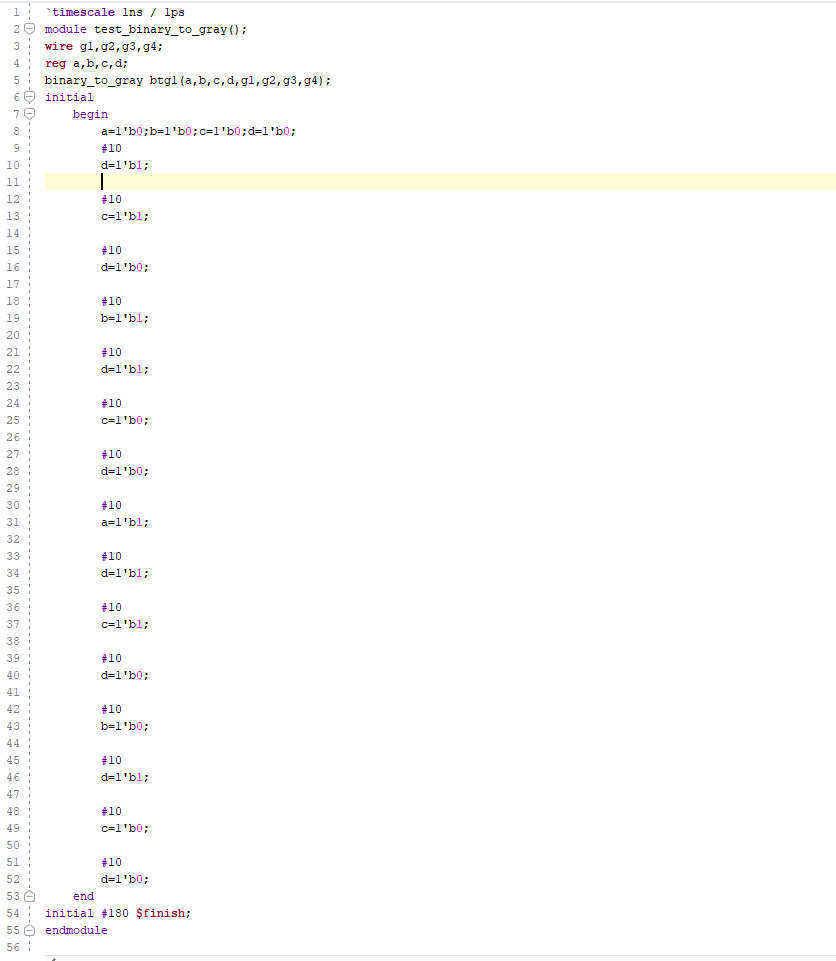 1 `timescale 1ns / 1ps
2 module test_binary_to_gray();
3 wire g1,g2,g3,g4;
4 reg a,b,c,d;
5 binary_to_gray btg1(a,b,c,d,g1,g2,g3,g4);
6 initial
7 begin
8 a=1'b0;b=1'b0;c=1'b0;d=1'b0;
9 #10
10 d=1'b1;
11
12 #10
13 c=1'b1;
14
15 #10
16 d=1'b0;
17
18 #10
19 b=1'b1;
20
21 #10
22 d=1'b1;
23
24 #10
25 c=1'b0;
26
27 #10
28 d=1'b0;
29
30 #10
31 a=1'b1;
32
33 #10
34 d=1'b1;
35
36 #10
37 c=1'b1;
38
39 #10
40 d=1'b0;
41
42 #10
43 b=1'b0;
44
45 #10
46 d=1'b1;
47
48 #10
49 c=1'b0;
50
51 #10
52 d=1'b0;
53 end
54 initial #180 $finish;
55 endmodule
56